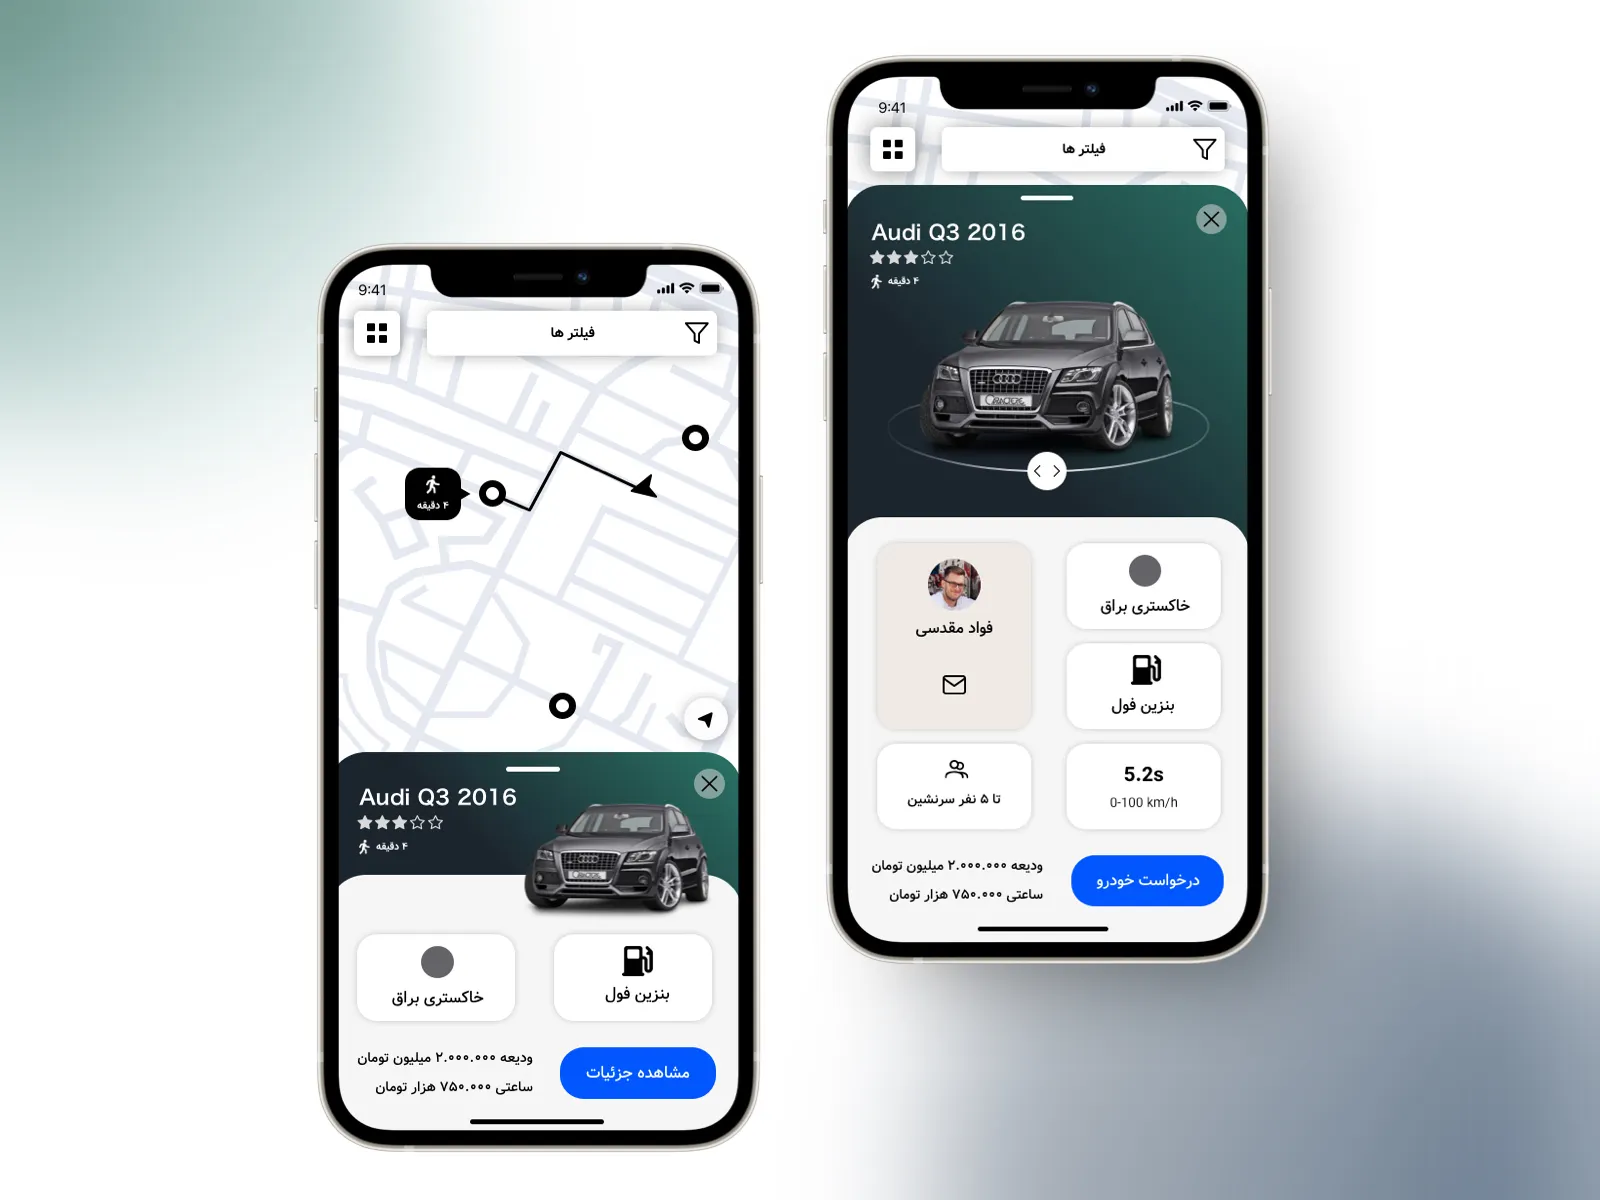 9:41
فیلتر ها
۴ دقیقه
Audi Q3 2016
۴ دقیقه
خاکستری براق
بنزین فول
ودیعه ۲.۰۰۰.۰۰۰ میلیون تومان
ساعتی ۷۵۰.۰۰۰ هزار تومان
مشاهده جزئیات
9:41
فیلتر ها
Audi Q3 2016
۴ دقیقه
فواد مقدسی
خاکستری براق
بنزین فول
تا ۵ نفر سرنشین
5.2s
0-100 km/h
ودیعه ۲.۰۰۰.۰۰۰ میلیون تومان
ساعتی ۷۵۰.۰۰۰ هزار تومان
درخواست خودرو